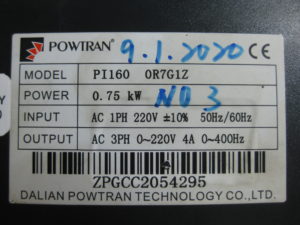 POWTRAN 9.1.2020 CE
MODEL PI160 0R7G1Z
POWER 0.75 kW NO 3
INPUT AC 1PH 220V ±10% 50Hz/60Hz
OUTPUT AC 3PH 0~220V 4A 0~400Hz
ZPGCC2054295
DALIAN POWTRAN TECHNOLOGY CO.,LTD.